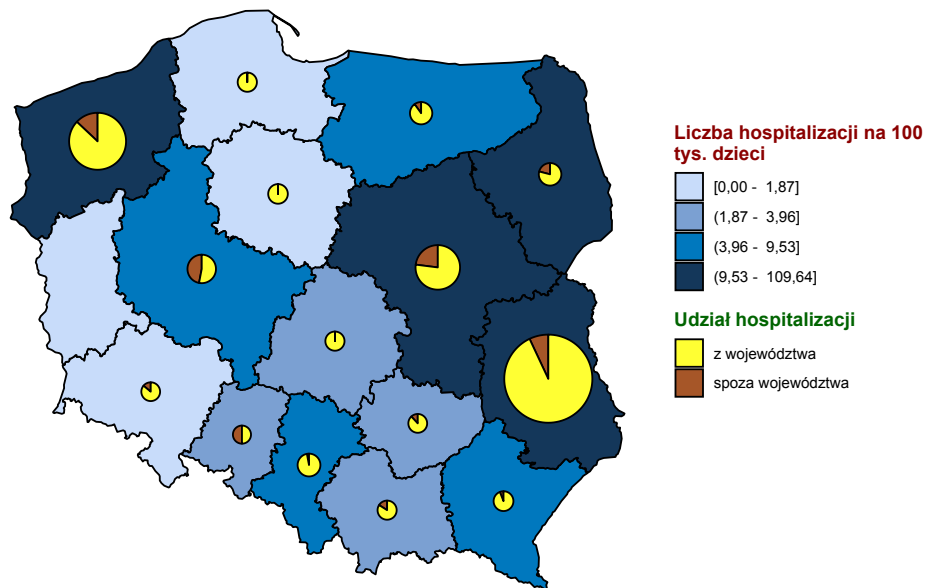 Liczba hospitalizacji na 100
tys. dzieci
[0,00 - 1,87]
(1,87 - 3,96]
(3,96 - 9,53]
(9,53 - 109,64]
Udział hospitalizacji
z województwa
spoza województwa